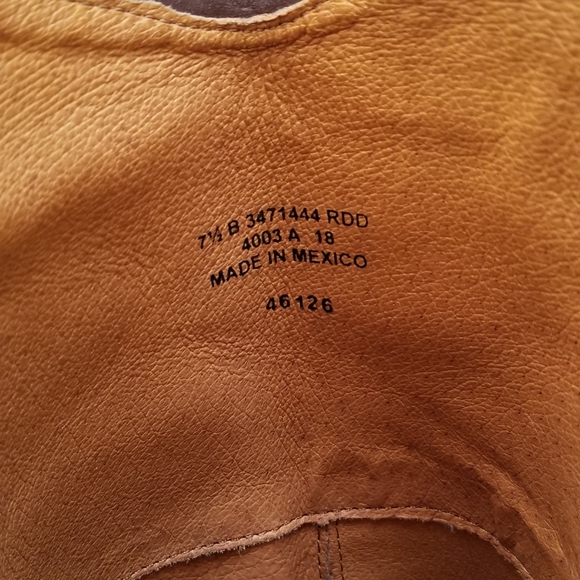 7½ B 3471444 RDD
4003 A 18
MADE IN MEXICO
46126